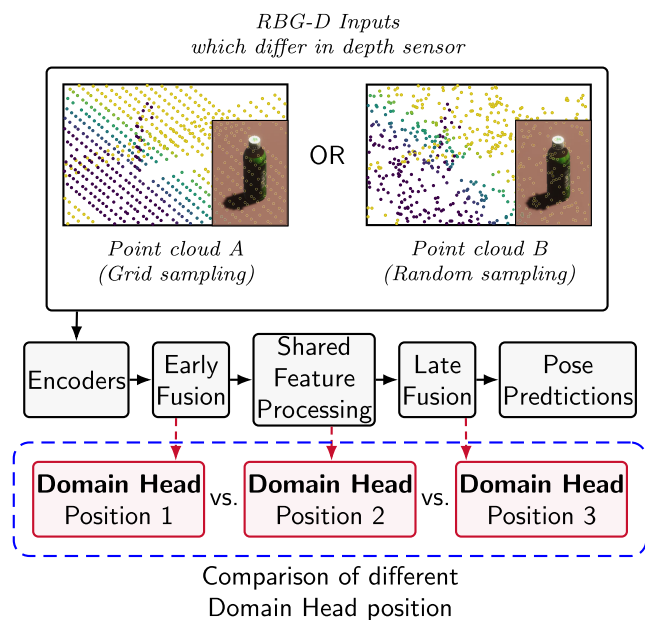 RBG-D Inputs
which differ in depth sensor
OR
Point cloud A
(Grid sampling)
Point cloud B
(Random sampling)
Encoders
Early
Fusion
Shared
Feature
Processing
Late
Fusion
Pose
Predtictions
Domain Head
Position 1
vs.
Domain Head
Position 2
vs.
Domain Head
Position 3
Comparison of different
Domain Head position